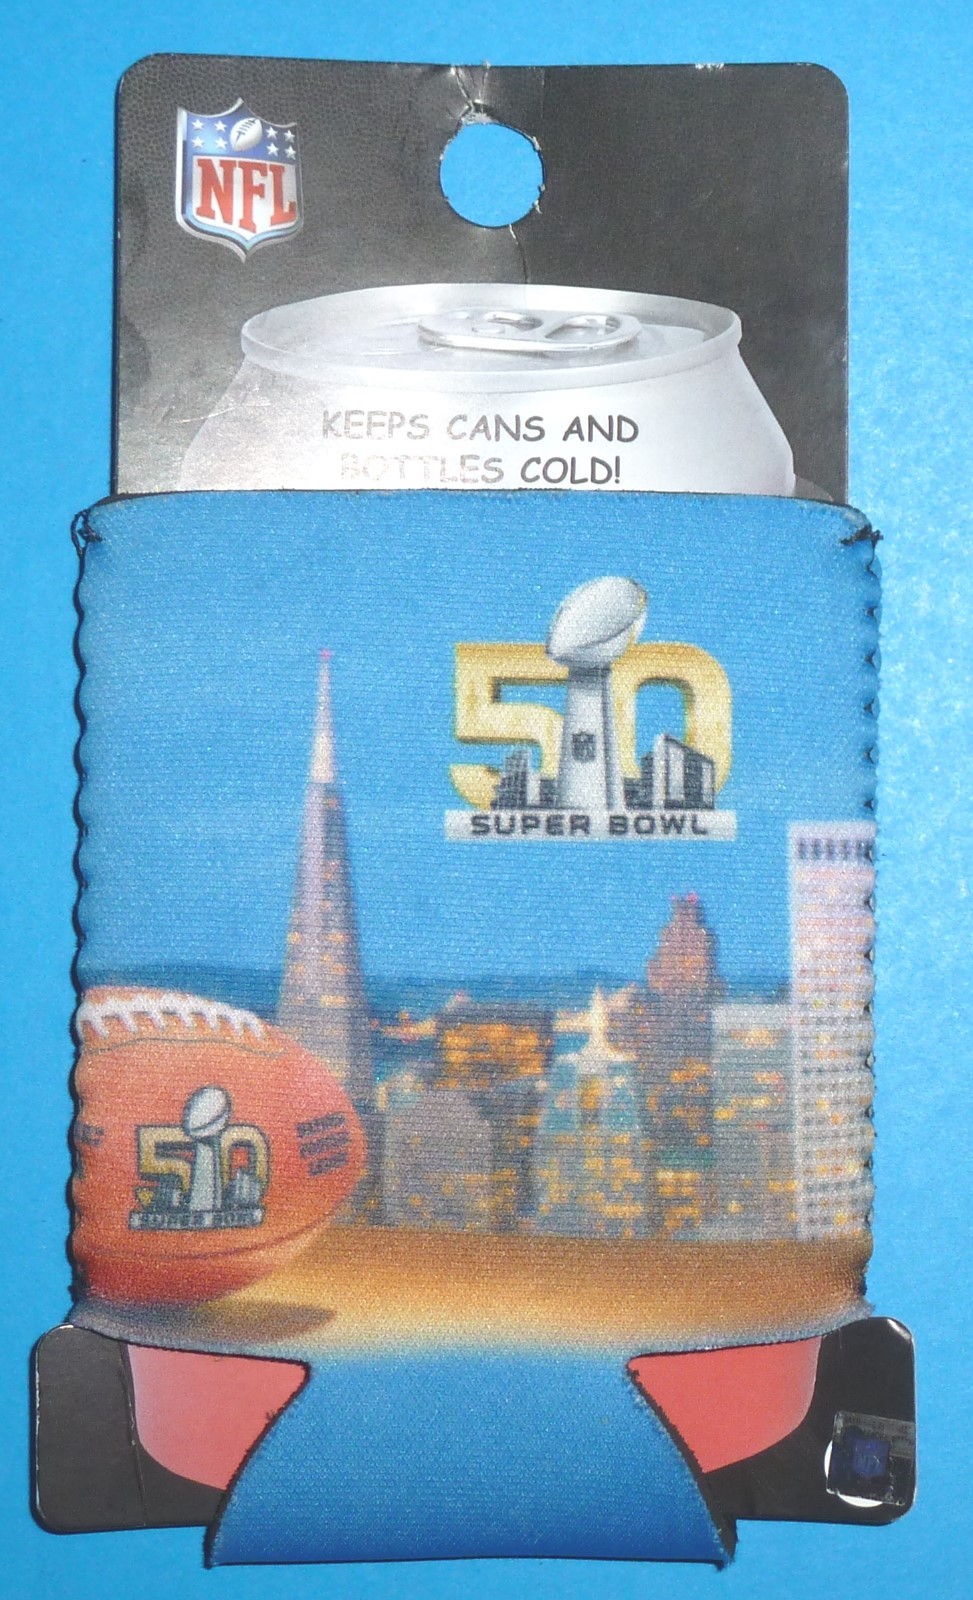 NFL
KEEPS CANS AND
BOTTLES COLD!
50
SUPER BOWL
50
SUPER BOWL